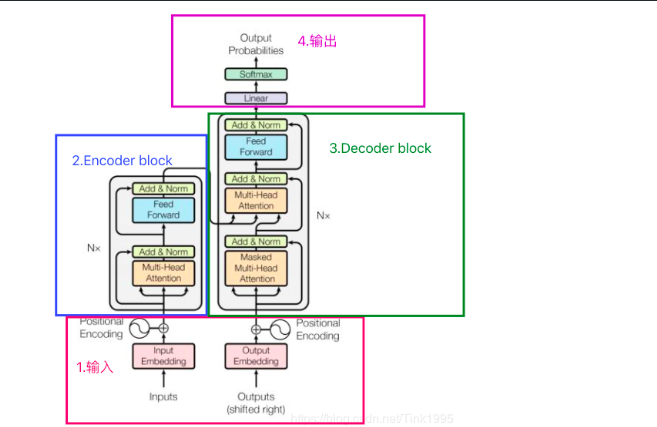 4.输出
Output
Probabilities
Softmax
Linear
3.Decoder block
Add & Norm
Feed
Forward
Add & Norm
Multi-Head
Attention
Nx
Add & Norm
Masked
Multi-Head
Attention
2.Encoder block
Add & Norm
Feed
Forward
Nx
Add & Norm
Multi-Head
Attention
1.输入
Positional
Encoding
Input
Embedding
Inputs
Positional
Encoding
Output
Embedding
Outputs
(shifted right)
https://blog.csdn.net/Tink1995